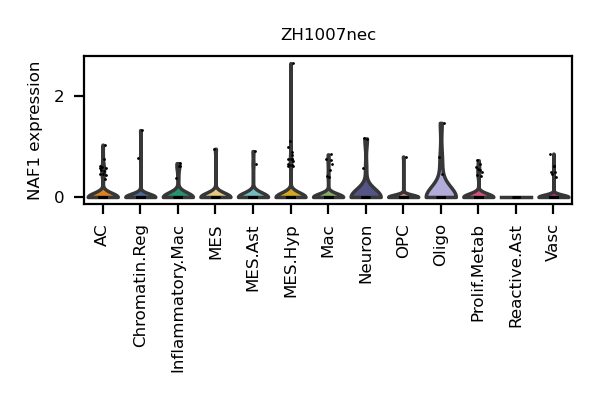 ZH1007nec
NAF1 expression
2
0
AC
Chromatin.Reg
Inflammatory.Mac
MES
MES.Ast
MES.Hyp
Mac
Neuron
OPC
Oligo
Prolif.Metab
Reactive.Ast
Vasc